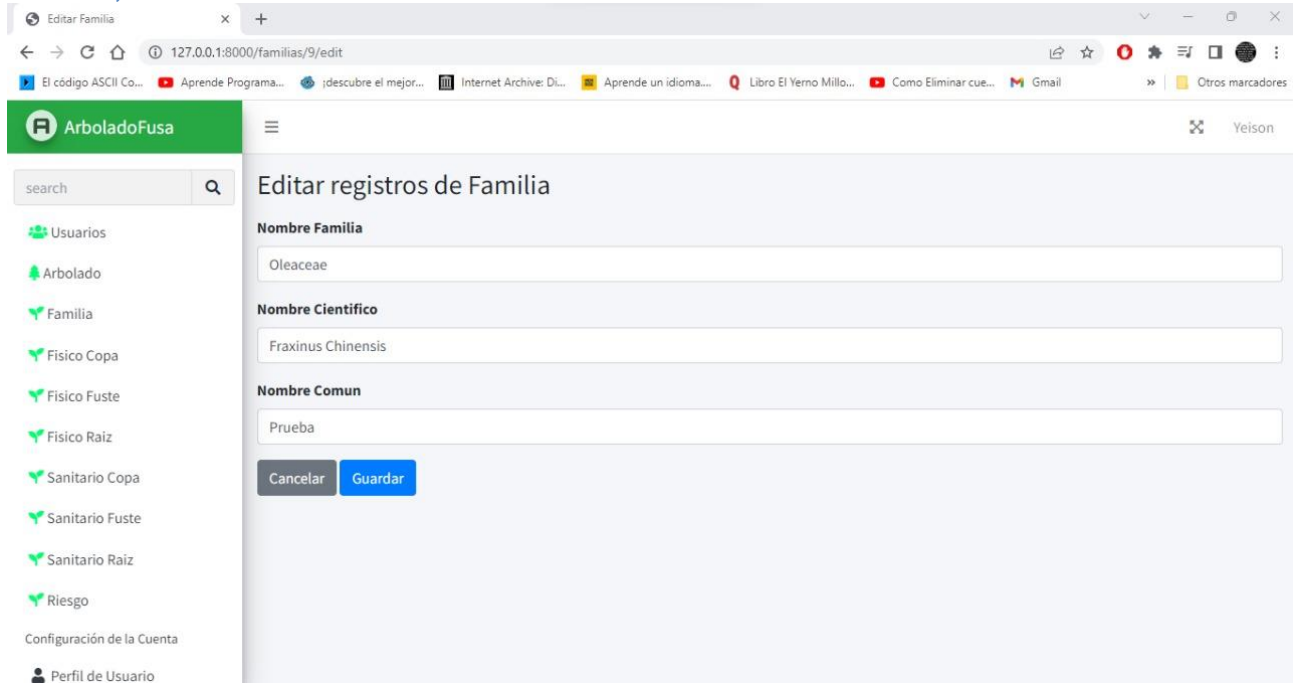 Editar Familia
127.0.0.1:8000/familias/9/edit
El código ASCII Co... Aprende Programa... ¡descubre el mejor... Internet Archive: Di... Aprende un idioma.... Libro El Yerno Millo... Como Eliminar cue... Gmail » Otros marcadores
ArboladoFusa
Yeison
search
Editar registros de Familia
Usuarios
Nombre Familia
Oleaceae
Arbolado
Nombre Cientifico
Familia
Fraxinus Chinensis
Fisico Copa
Nombre Comun
Fisico Fuste
Prueba
Fisico Raiz
Cancelar Guardar
Sanitario Copa
Sanitario Fuste
Sanitario Raiz
Riesgo
Configuración de la Cuenta
Perfil de Usuario